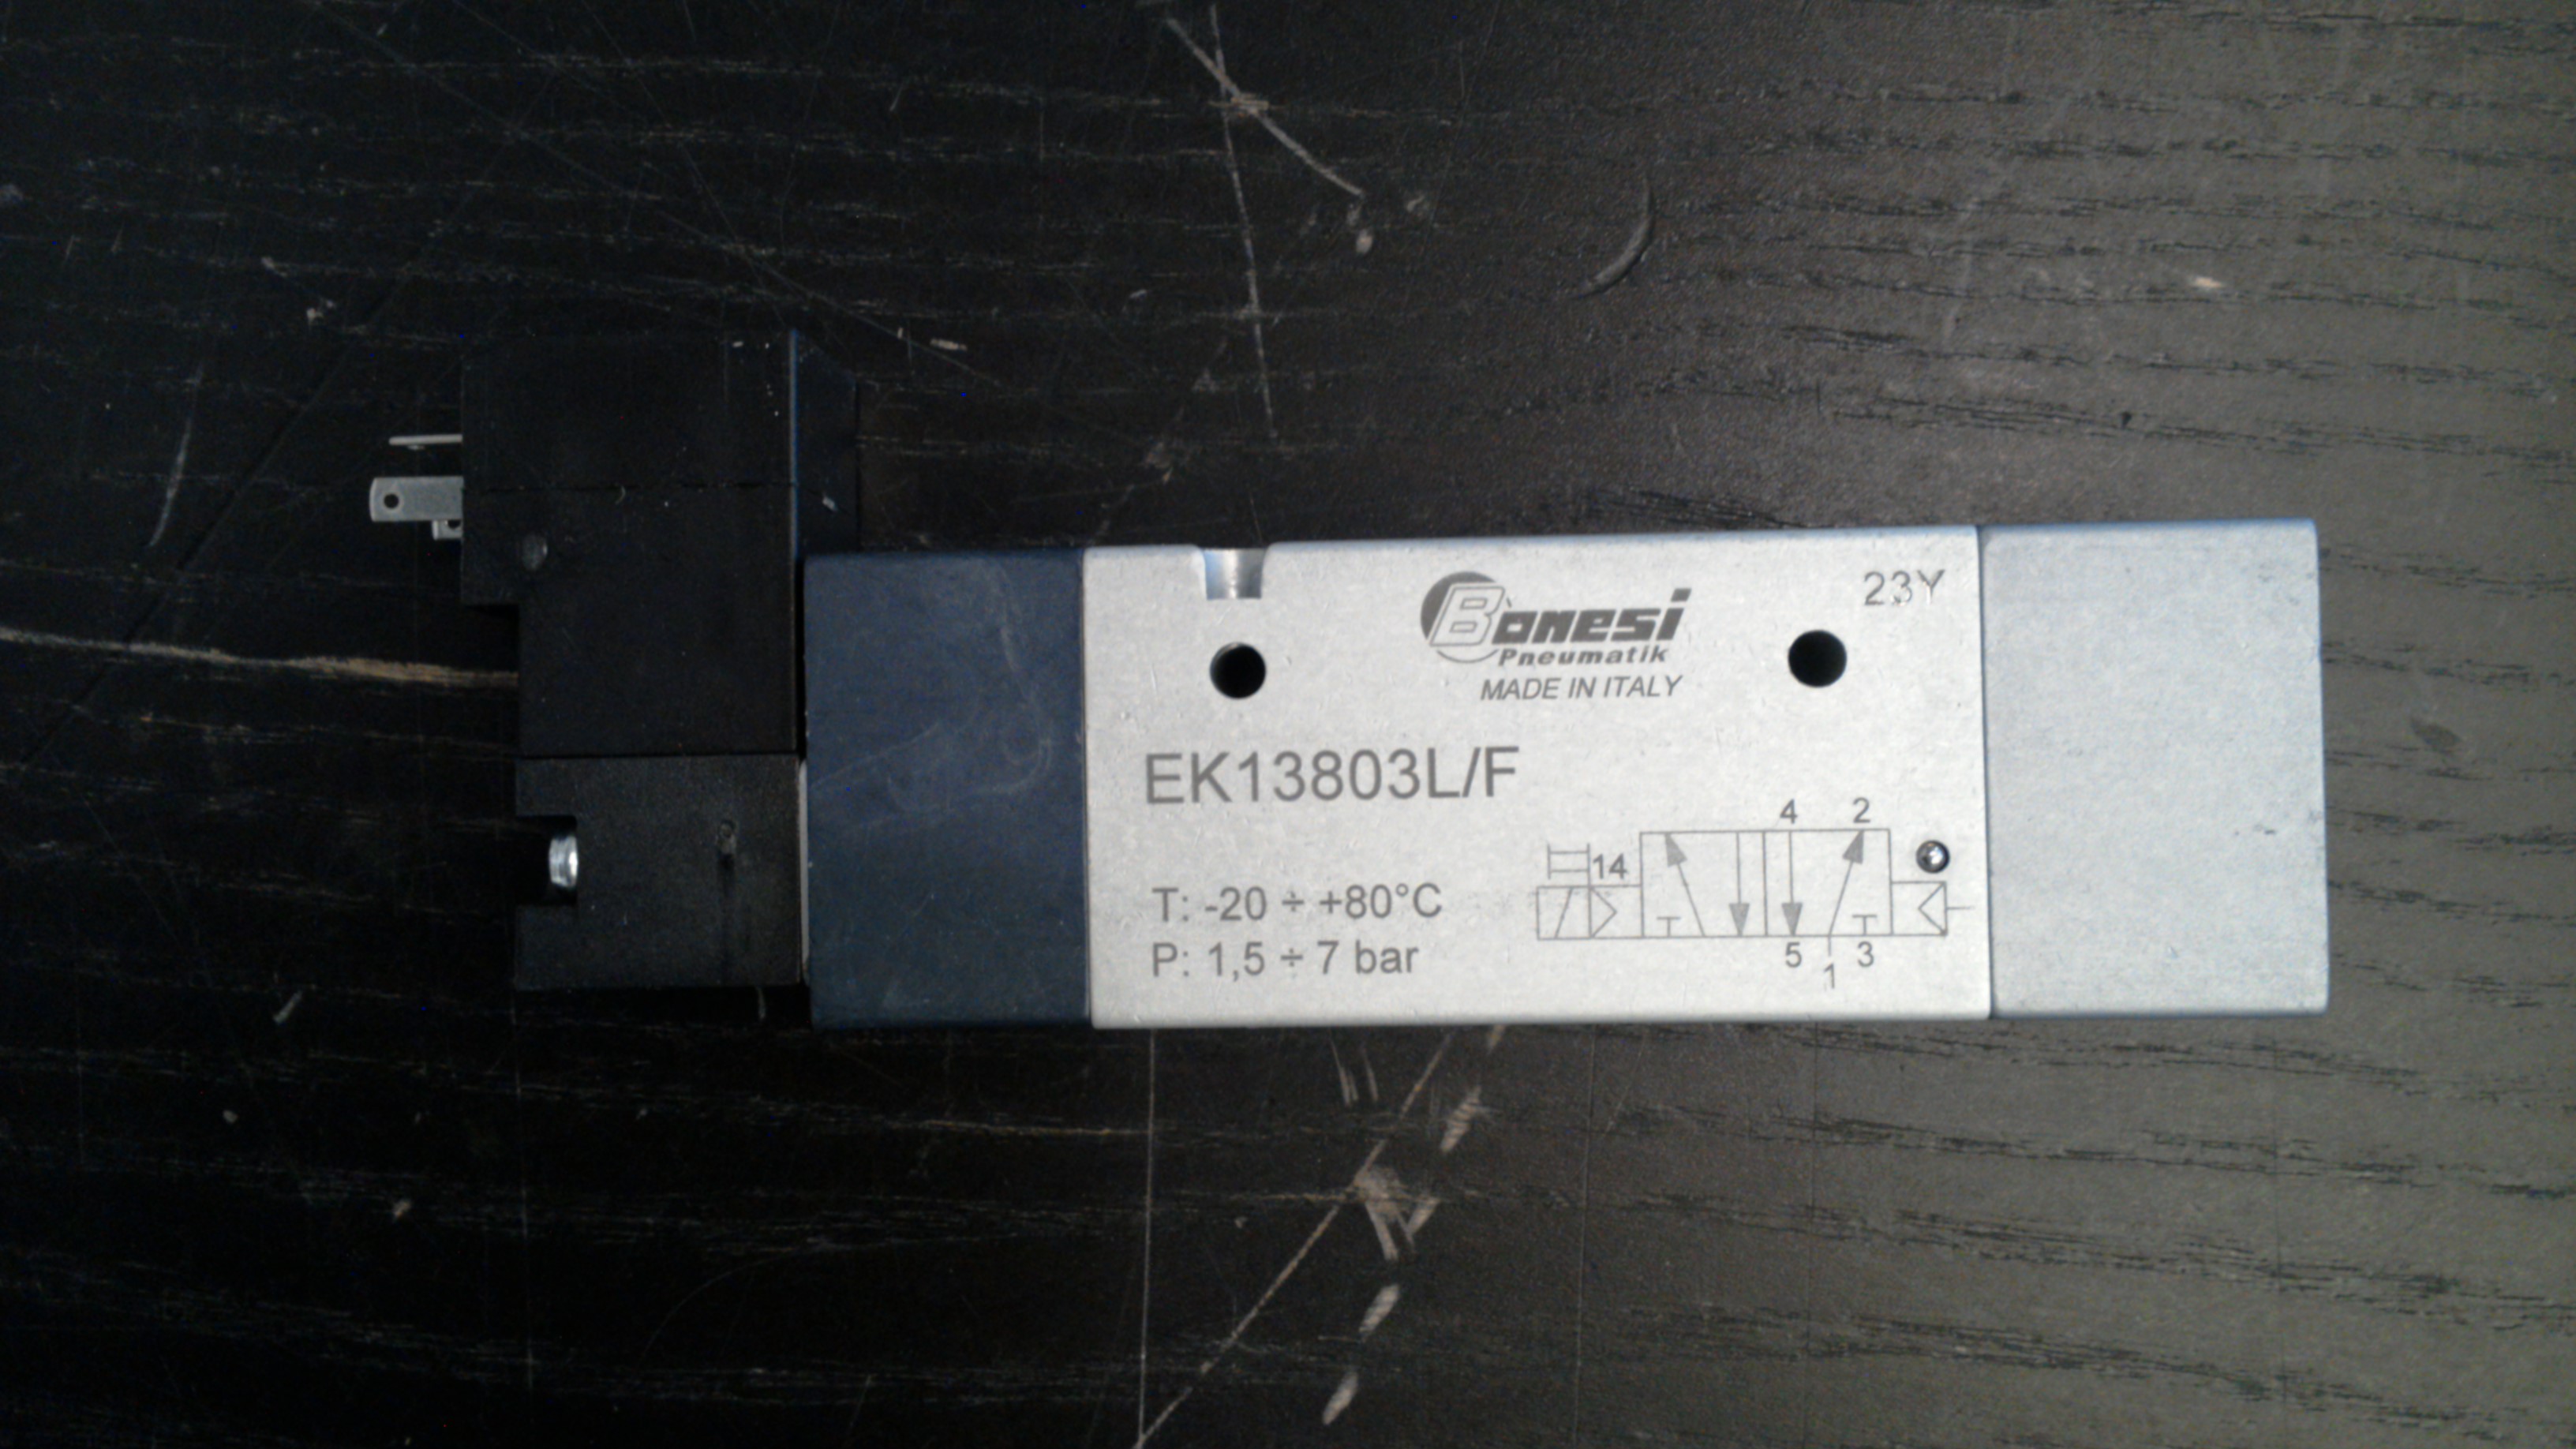 Bonesi
Pneumatik
MADE IN ITALY
23Y
EK13803L/F
T: -20 ÷ +80°C
P: 1,5 ÷ 7 bar
4 2
14
5 3
1